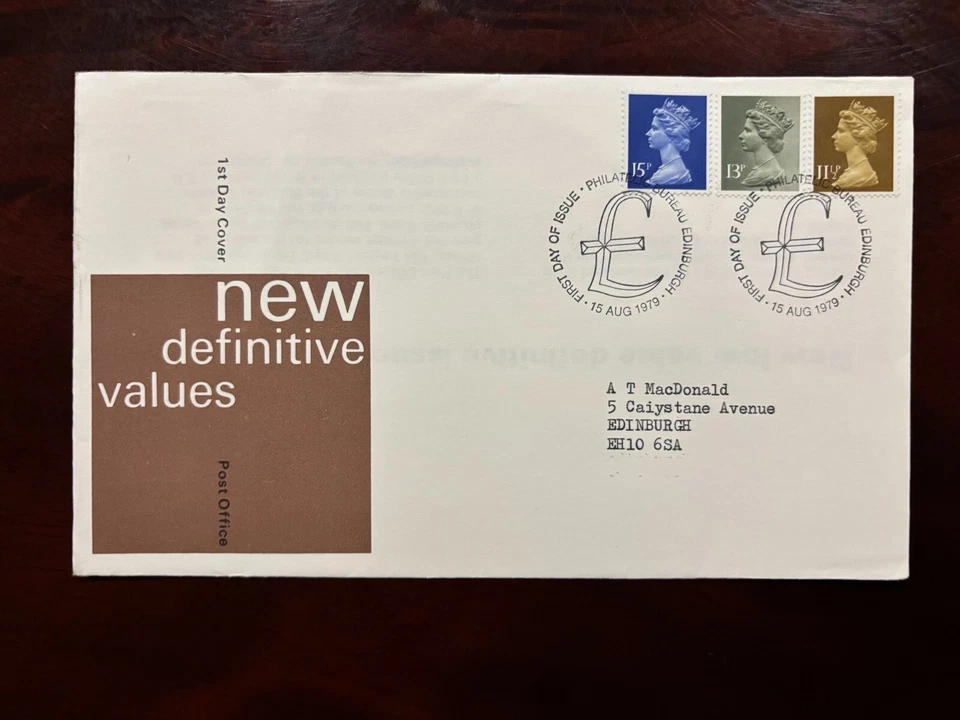 15P
13P
11½P
FIRST DAY OF ISSUE · PHILATELIC BUREAU EDINBURGH ·
15 AUG 1979
FIRST DAY OF ISSUE · PHILATELIC BUREAU EDINBURGH ·
15 AUG 1979
£
£
1st Day Cover
new
definitive
values
Post Office
A T MacDonald
5 Caiystane Avenue
EDINBURGH
EH10 6SA